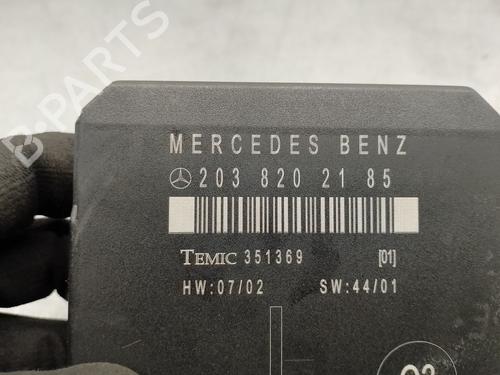 MERCEDES BENZ
203 820 21 85
TEMIC 351369 [01]
HW:07/02 SW:44/01
B-PARTS